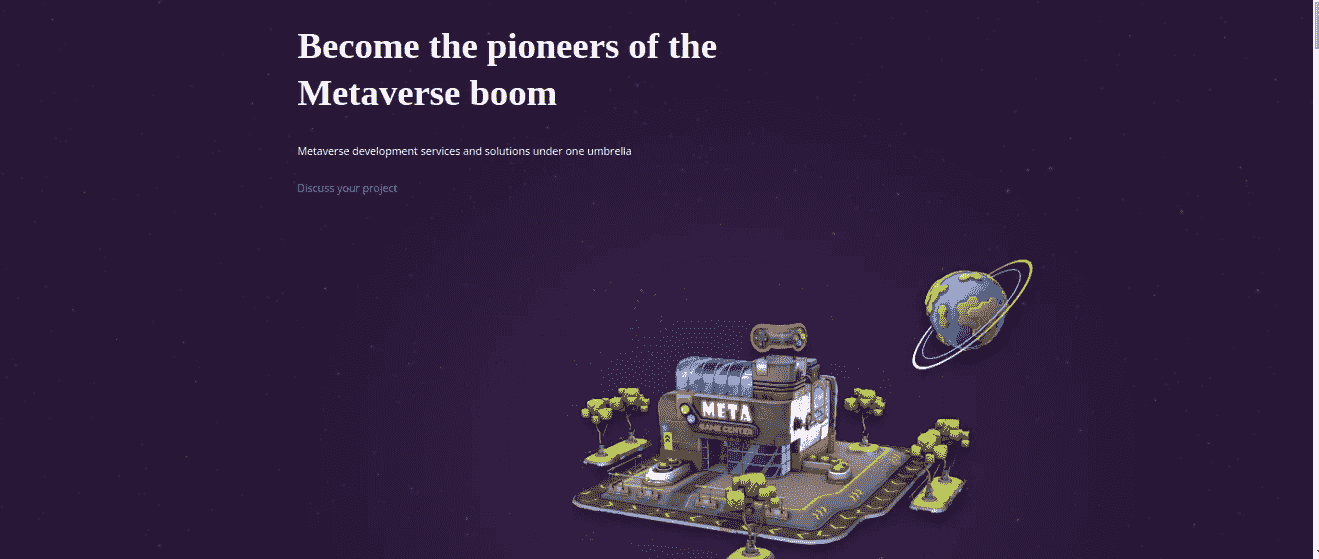 Become the pioneers of the
Metaverse boom
Metaverse development services and solutions under one umbrella
Discuss your project
META
GAME CENTER